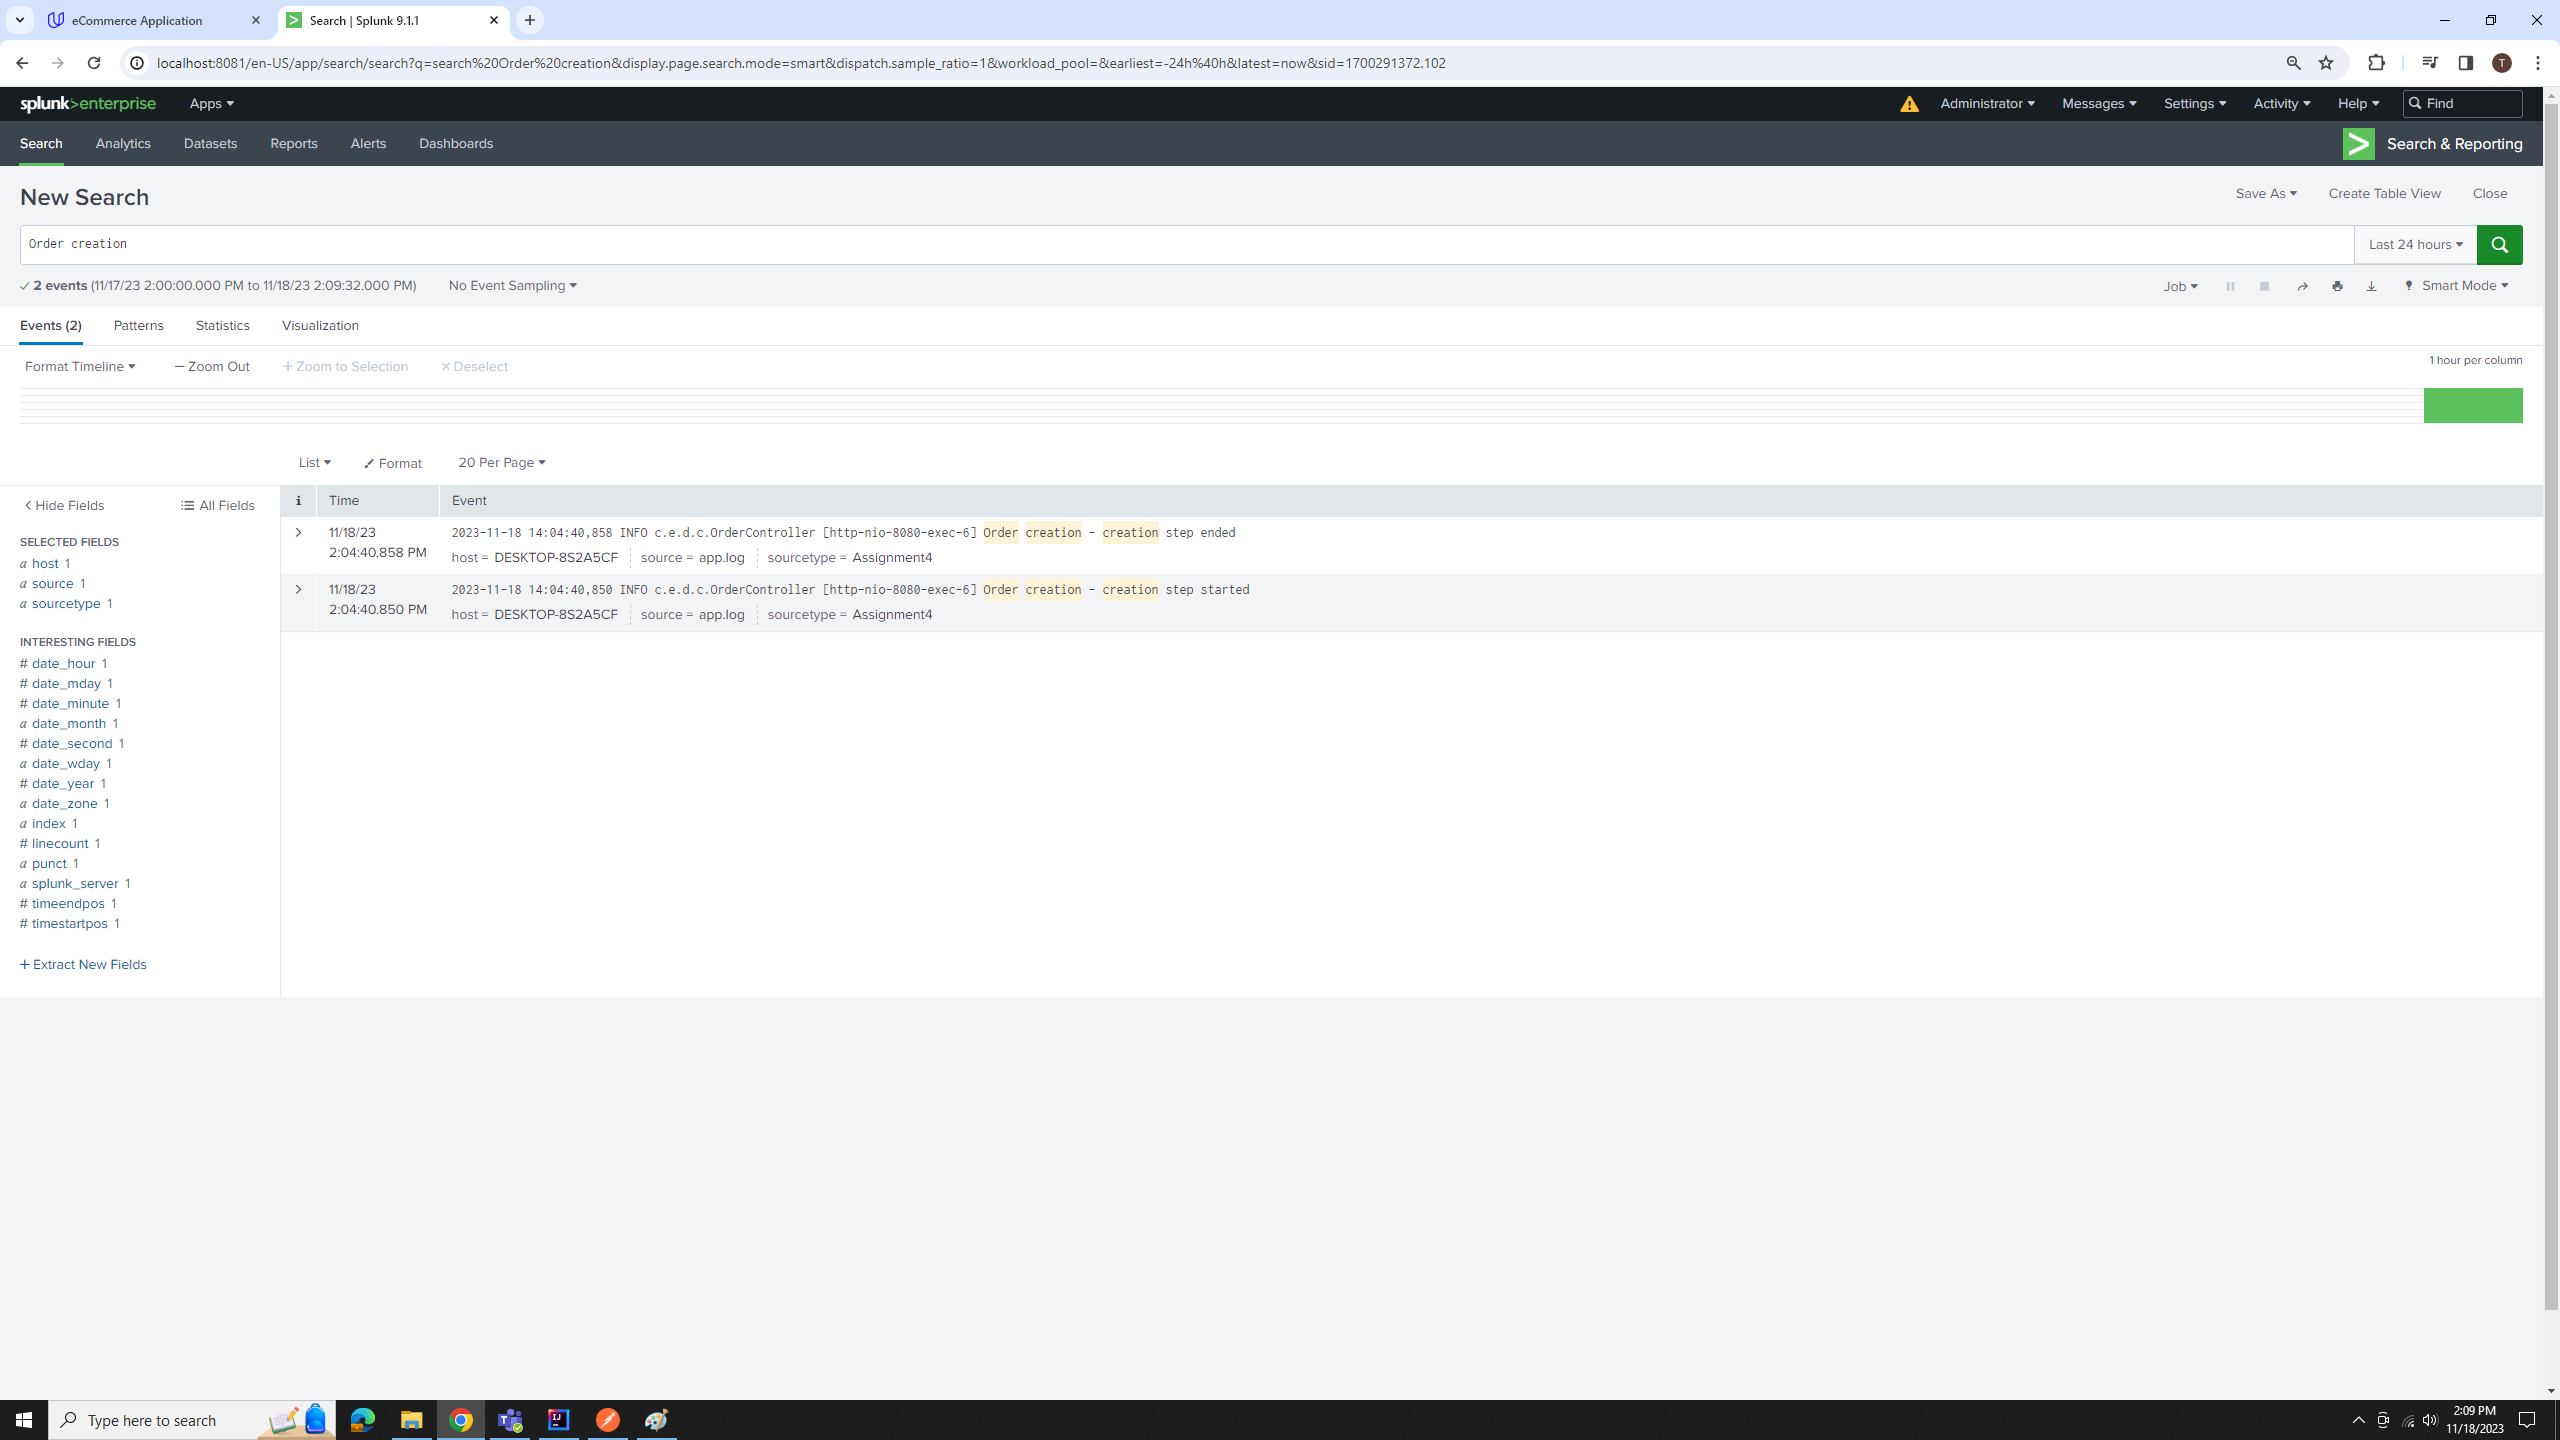 eCommerce Application
Search | Splunk 9.1.1
localhost:8081/en-US/app/search/search?q=search%20Order%20creation&display.page.search.mode=smart&dispatch.sample_ratio=1&workload_pool=&earliest=-24h%40h&latest=now&sid=1700291372.102
T
splunk>enterprise Apps Administrator Messages Settings Activity Help Find
Search Analytics Datasets Reports Alerts Dashboards Search & Reporting
New Search Save As Create Table View Close
Order creation Last 24 hours
2 events (11/17/23 2:00:00.000 PM to 11/18/23 2:09:32.000 PM) No Event Sampling Job Smart Mode
Events (2) Patterns Statistics Visualization
Format Timeline — Zoom Out + Zoom to Selection × Deselect 1 hour per column
List Format 20 Per Page
< Hide Fields All Fields
SELECTED FIELDS
a host 1
a source 1
a sourcetype 1
INTERESTING FIELDS
# date_hour 1
# date_mday 1
# date_minute 1
a date_month 1
# date_second 1
a date_wday 1
# date_year 1
a date_zone 1
a index 1
# linecount 1
a punct 1
a splunk_server 1
# timeendpos 1
# timestartpos 1
+ Extract New Fields
i Time Event
11/18/23 2:04:40.858 PM
2023-11-18 14:04:40,858 INFO c.e.d.c.OrderController [http-nio-8080-exec-6] Order creation - creation step ended
host = DESKTOP-8S2A5CF source = app.log sourcetype = Assignment4
11/18/23 2:04:40.850 PM
2023-11-18 14:04:40,850 INFO c.e.d.c.OrderController [http-nio-8080-exec-6] Order creation - creation step started
host = DESKTOP-8S2A5CF source = app.log sourcetype = Assignment4
Type here to search
2:09 PM
11/18/2023